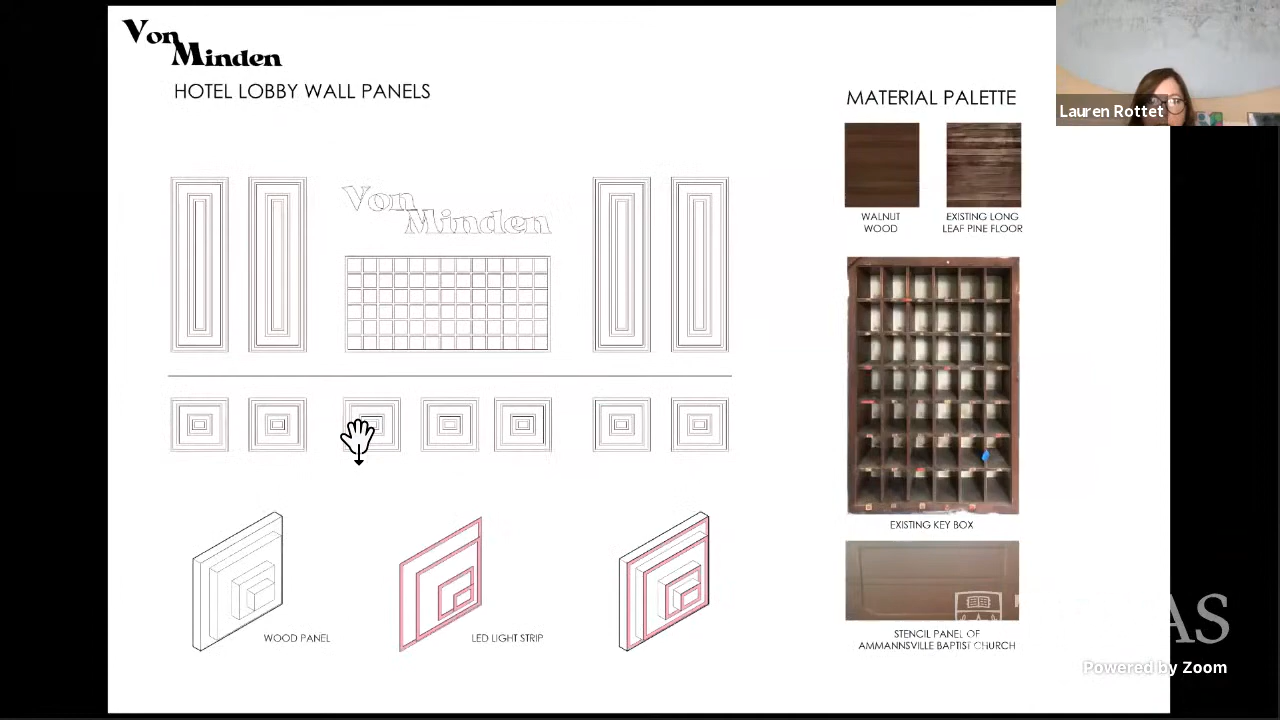 Von
Minden
HOTEL LOBBY WALL PANELS
MATERIAL PALETTE
Lauren Rottet
Von
Minden
WALNUT
WOOD
EXISTING LONG
LEAF PINE FLOOR
EXISTING KEY BOX
WOOD PANEL
LED LIGHT STRIP
STENCIL PANEL OF
AMMANNSVILLE BAPTIST CHURCH
AS
Powered by Zoom